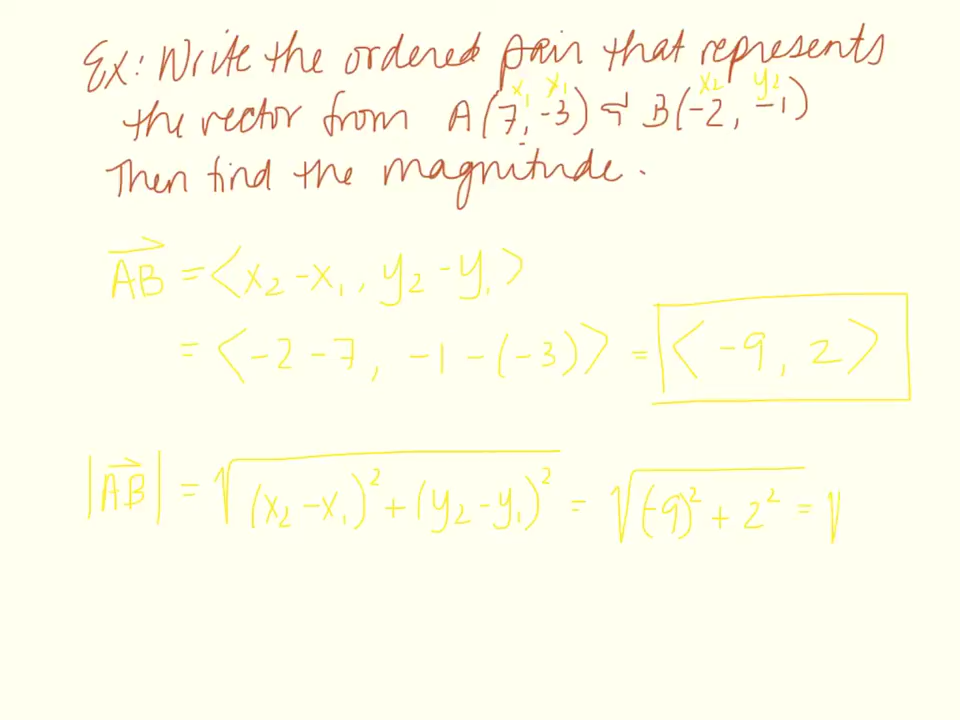 Ex: Write the ordered pair that represents
x₁ y₁ x₂ y₂
the vector from A(7, -3) & B(-2, -1)
Then find the magnitude.
→AB = ⟨x₂ - x₁, y₂ - y₁⟩
= ⟨-2 - 7, -1 - (-3)⟩ = ⟨-9, 2⟩
|→AB| = √(x₂ - x₁)² + (y₂ - y₁)² = √(-9)² + 2² = √